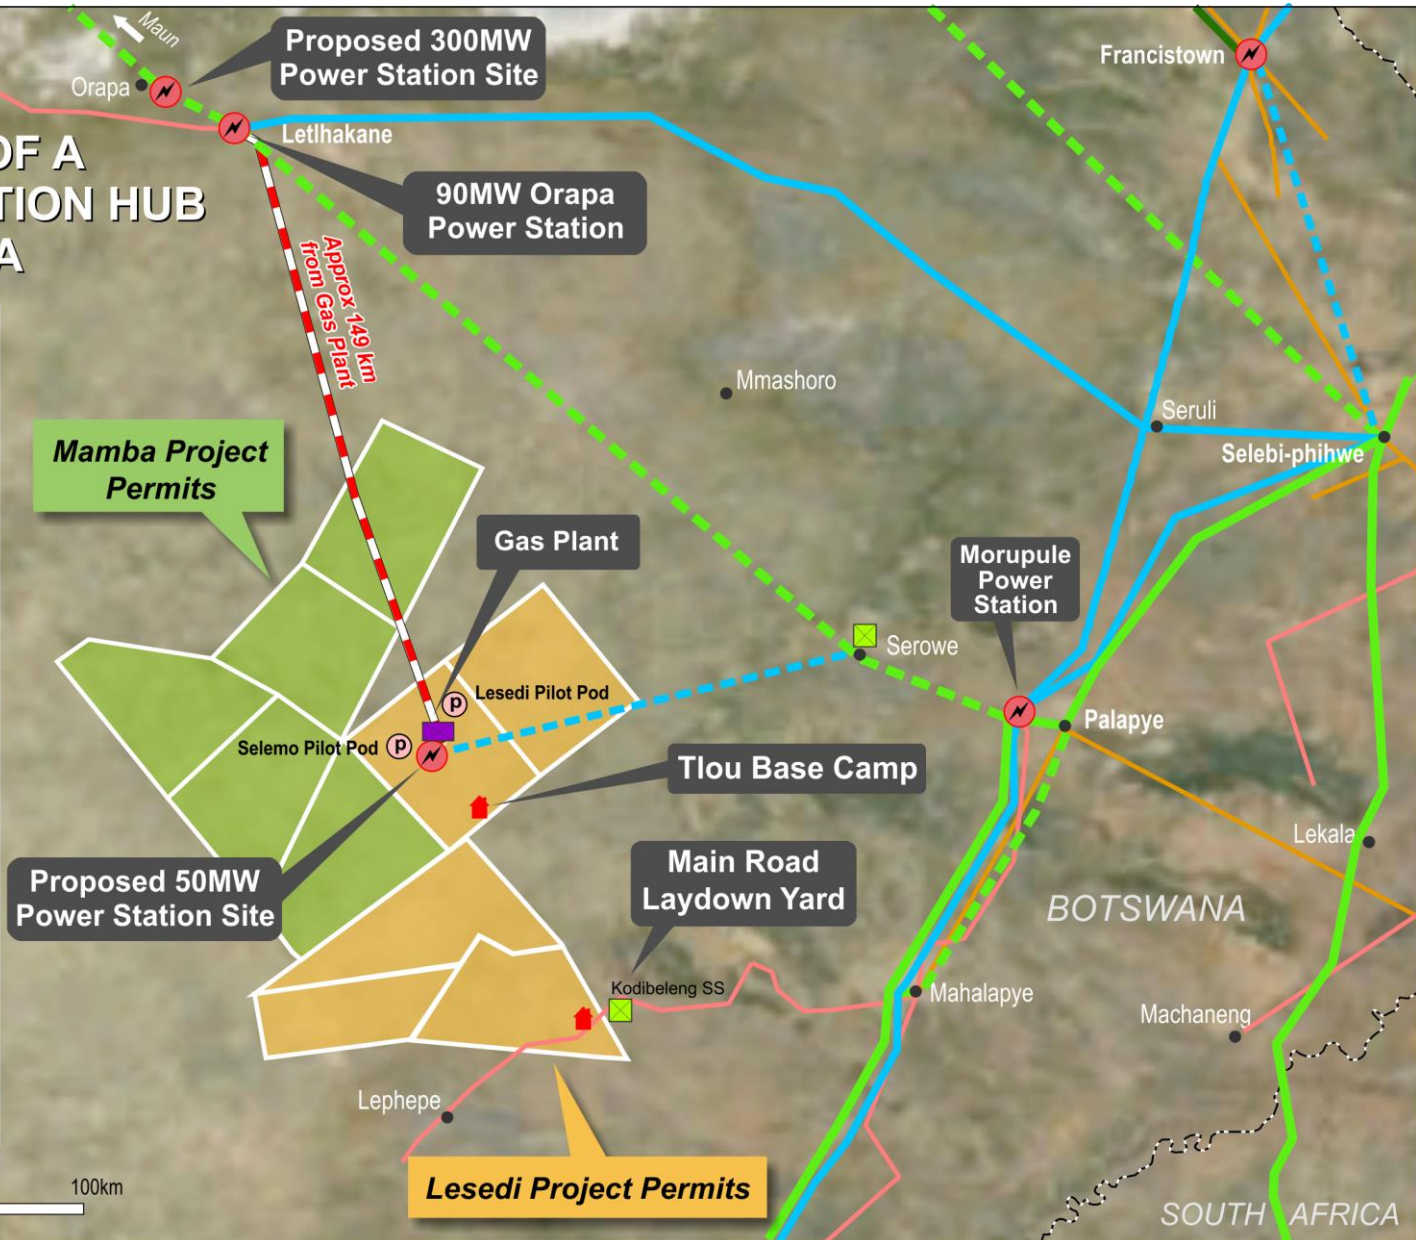 Maun
Orapa
Proposed 300MW
Power Station Site
Francistown
Letlhakane
OF A
TION HUB
A
90MW Orapa
Power Station
Approx 149 km
from Gas Plant
Mmashoro
Seruli
Selebi-phihwe
Mamba Project
Permits
Gas Plant
Morupule
Power
Station
Serowe
Lesedi Pilot Pod
p
Palapye
Selemo Pilot Pod
p
Tlou Base Camp
Lekala
Main Road
Laydown Yard
Proposed 50MW
Power Station Site
BOTSWANA
Kodibeleng SS
Mahalapye
Machaneng
Lephepe
Lesedi Project Permits
100km
SOUTH AFRICA